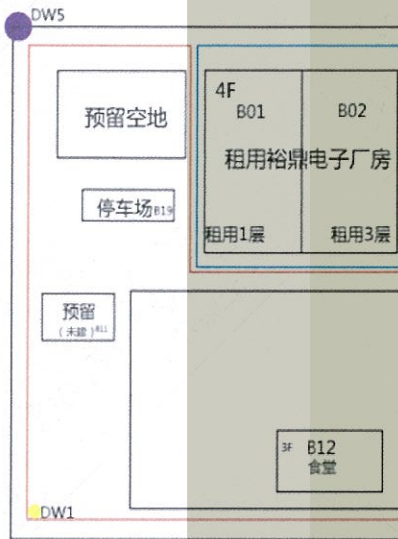 DW5
4F
B01
B02
预留空地
租用裕鼎电子厂房
停车场B19
租用1层
租用3层
预留
(未建)B11
3F
B12
食堂
DW1